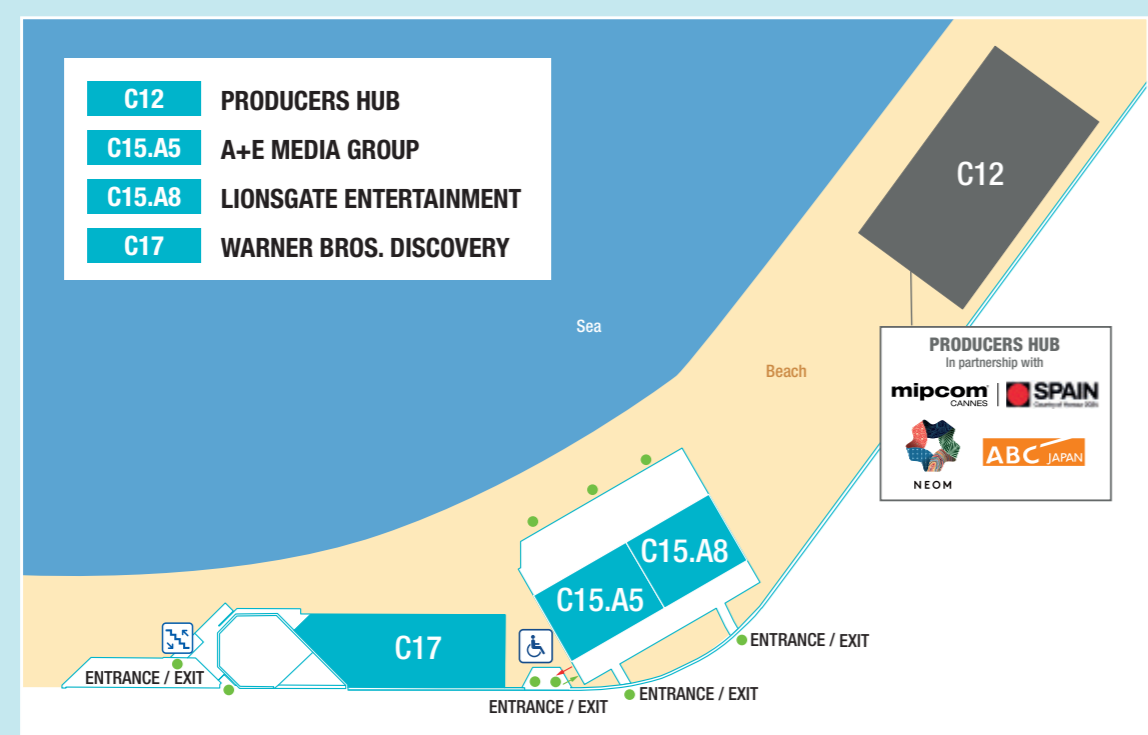 C12 PRODUCERS HUB
C15.A5 A+E MEDIA GROUP
C15.A8 LIONSGATE ENTERTAINMENT
C17 WARNER BROS. DISCOVERY
C12
Sea
Beach
PRODUCERS HUB
In partnership with
mipcom
CANNES
SPAIN
NEOM
ABC JAPAN
C15.A8
C15.A5
C17
ENTRANCE / EXIT
ENTRANCE / EXIT
ENTRANCE / EXIT
ENTRANCE / EXIT